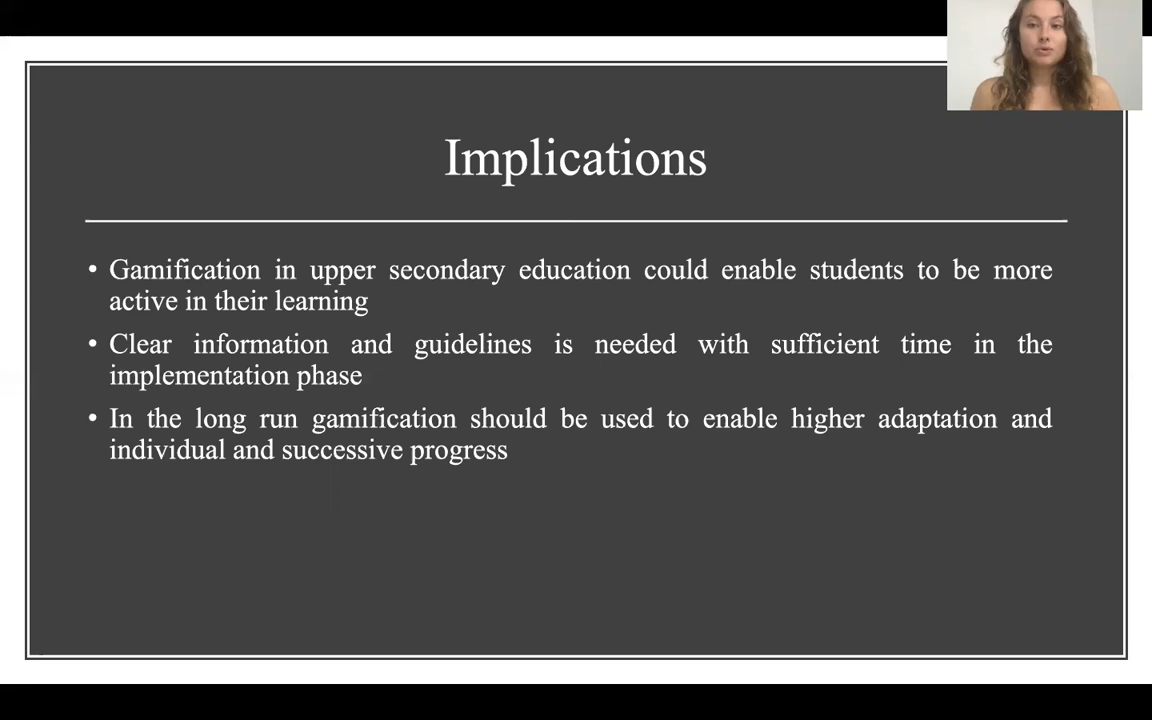 Implications
• Gamification in upper secondary education could enable students to be more
active in their learning
• Clear information and guidelines is needed with sufficient time in the
implementation phase
• In the long run gamification should be used to enable higher adaptation and
individual and successive progress